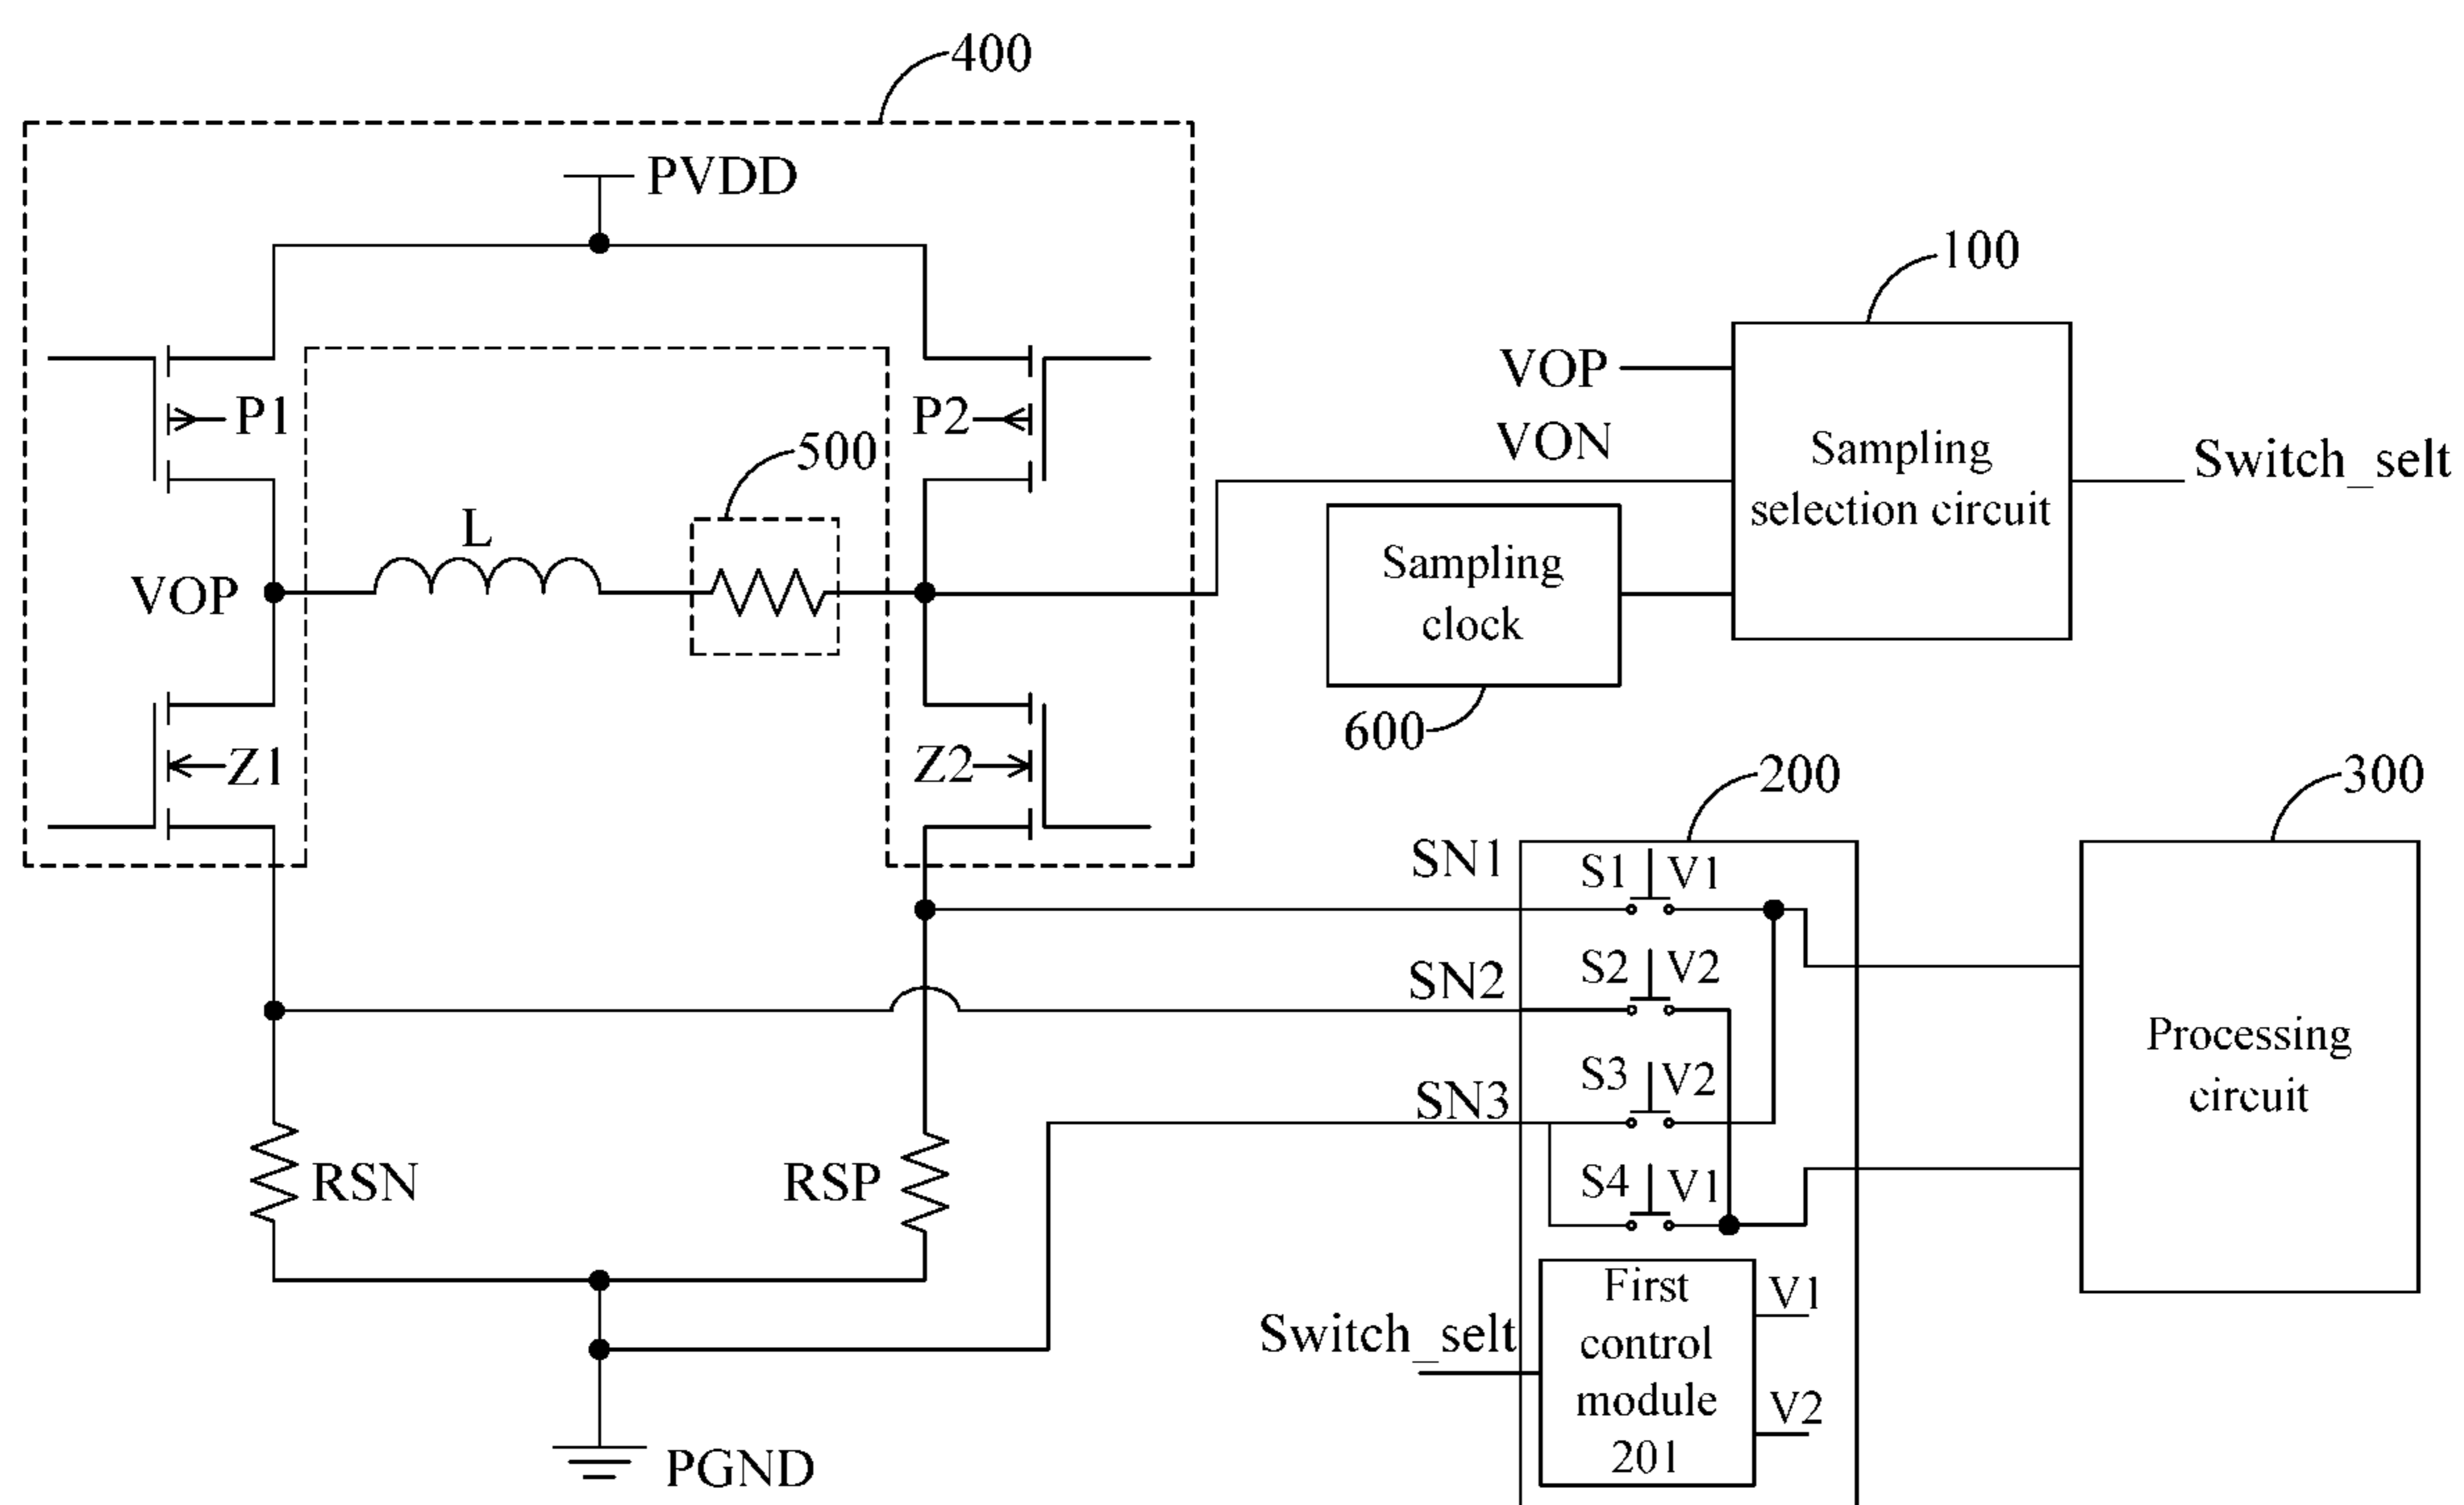 400
PVDD
100
VOP
P1
P2
VON
500
Sampling
selection circuit
Switch_selt
L
Sampling
clock
VOP
600
Z1
Z2
200
300
SN1
S1
V1
SN2
S2
V2
Processing
circuit
S3
V2
SN3
RSN
RSP
S4
V1
First
control
module
201
V1
Switch_selt
V2
PGND